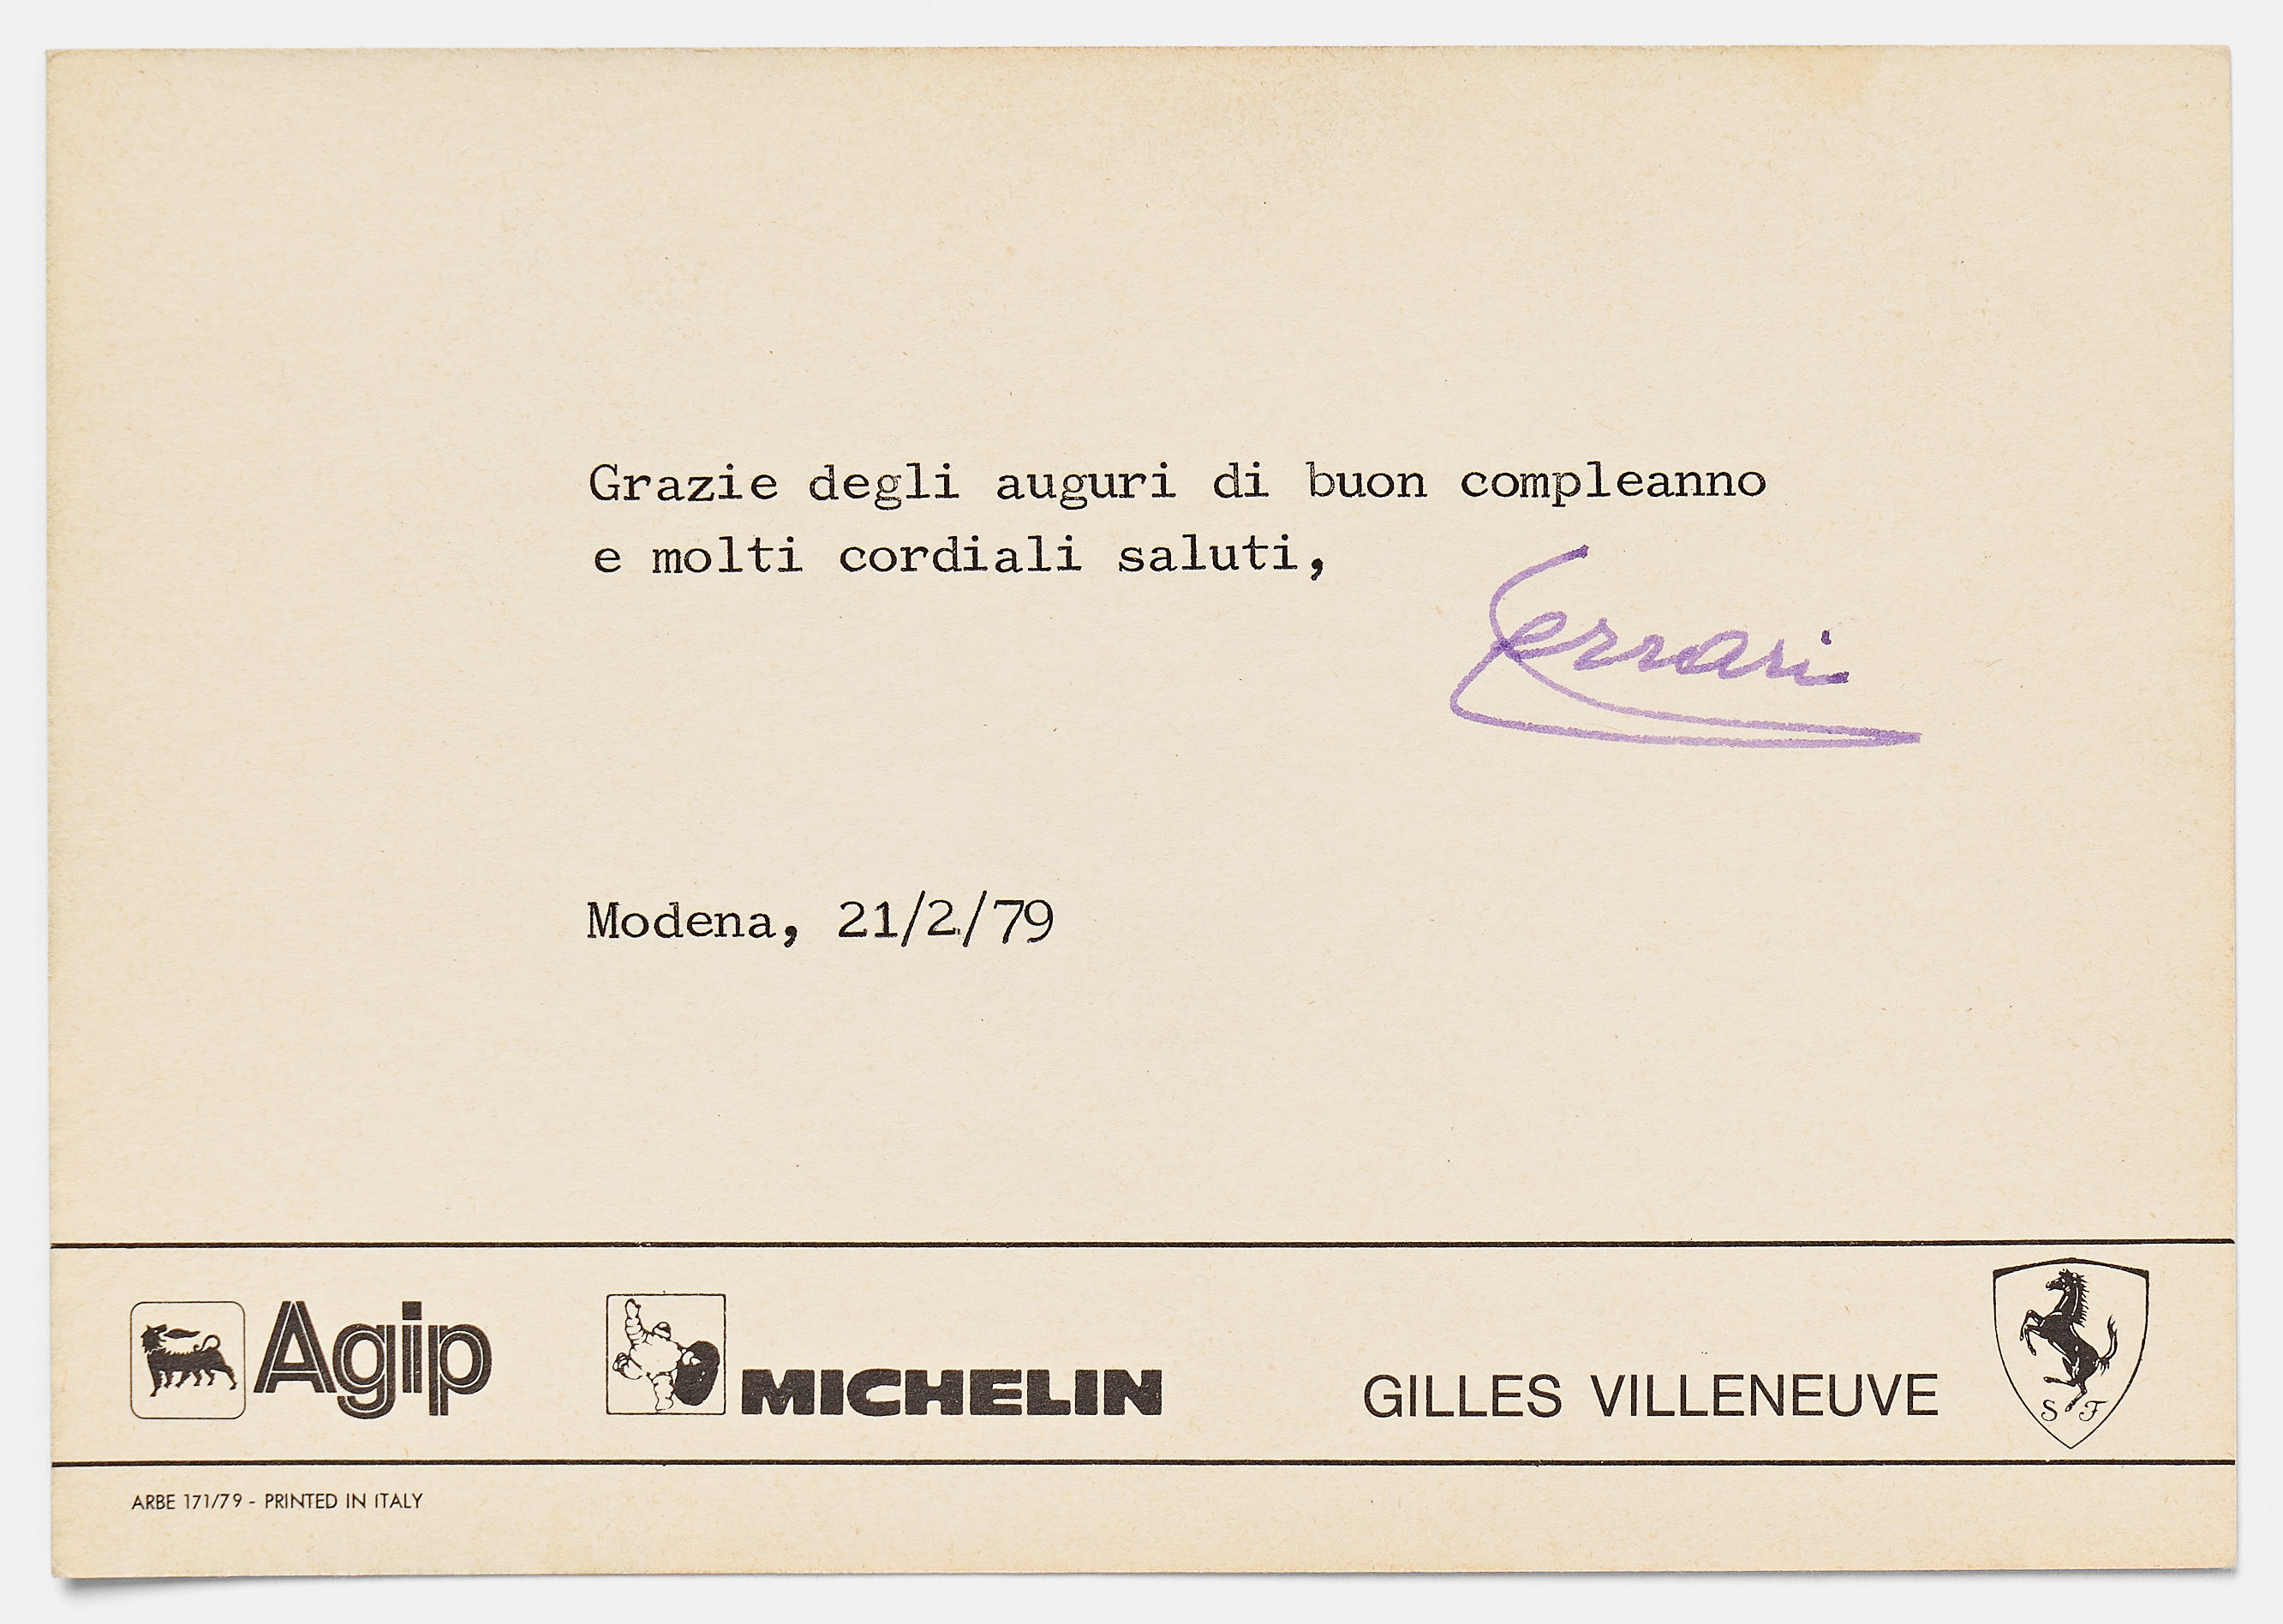 Grazie degli auguri di buon compleanno
e molti cordiali saluti,
Ferrari
Modena, 21/2/79
Agip
MICHELIN
GILLES VILLENEUVE
S F
ARBE 171/79 - PRINTED IN ITALY